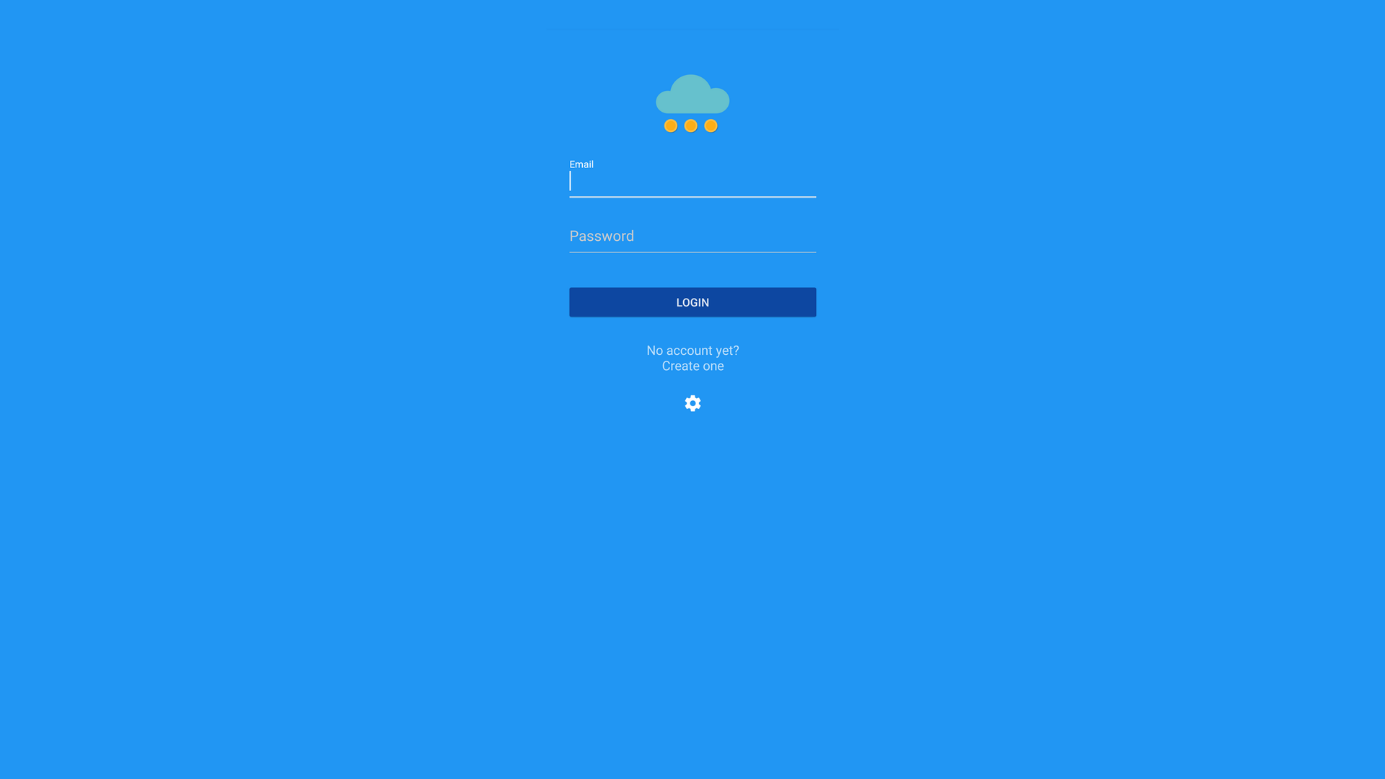 Email
Password
LOGIN
No account yet?
Create one